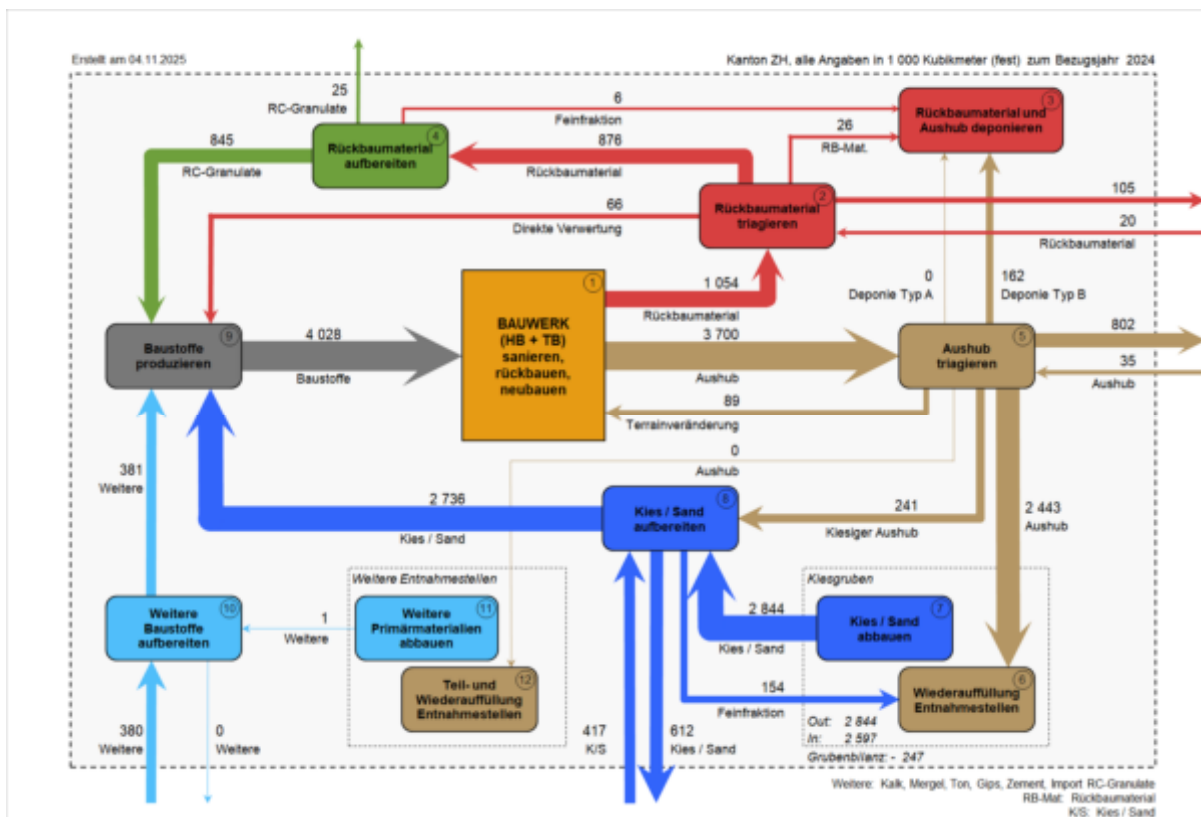 Erstellt am 04.11.2025
Kanton ZH, alle Angaben in 1 000 Kubikmeter (fest) zum Bezugsjahr 2024
25
RC-Granulate
6
Feinfraktion
3
Rückbaumaterial und
Aushub deponieren
845
RC-Granulate
4
Rückbaumaterial
aufbereiten
876
Rückbaumaterial
26
RB-Mat.
66
Direkte Verwertung
2
Rückbaumaterial
triagieren
105
20
Rückbaumaterial
1 054
Rückbaumaterial
0
Deponie Typ A
162
Deponie Typ B
9
Baustoffe
produzieren
4 028
Baustoffe
1
BAUWERK
(HB + TB)
sanieren,
rückbauen,
neubauen
3 700
Aushub
5
Aushub
triagieren
802
35
Aushub
89
Terrainveränderung
0
Aushub
381
Weitere
2 736
Kies / Sand
8
Kies / Sand
aufbereiten
241
Kiesiger Aushub
2 443
Aushub
Weitere Entnahmestellen
Kiesgruben
10
Weitere
Baustoffe
aufbereiten
1
Weitere
11
Weitere
Primärmaterialien
abbauen
2 844
Kies / Sand
7
Kies / Sand
abbauen
12
Teil- und
Wiederauffüllung
Entnahmestellen
154
Feinfraktion
6
Wiederauffüllung
Entnahmestellen
380
Weitere
0
Weitere
417
K/S
612
Kies / Sand
Out: 2 844
In: 2 597
Grubenbilanz: - 247
Weitere: Kalk, Mergel, Ton, Gips, Zement, Import RC-Granulate
RB-Mat: Rückbaumaterial
K/S: Kies / Sand